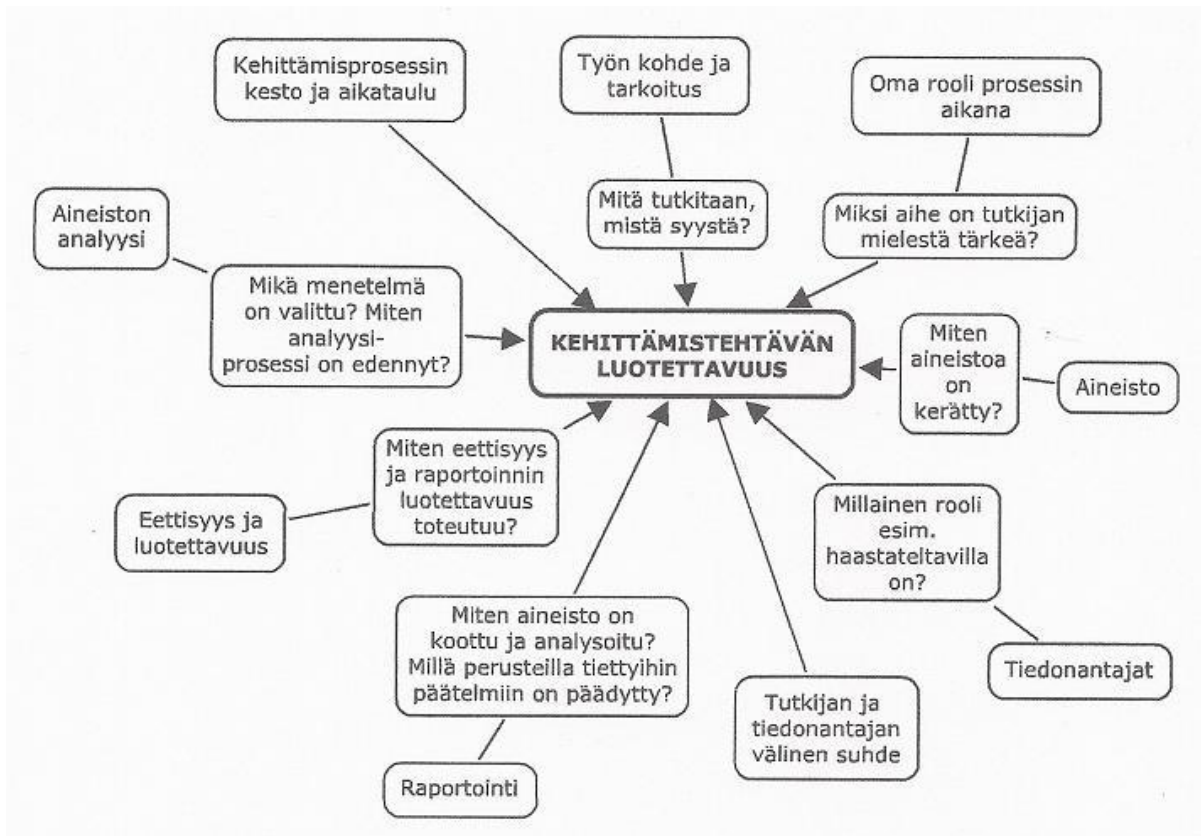 Kehittämisprosessin
kesto ja aikataulu
Työn kohde ja
tarkoitus
Oma rooli prosessin
aikana
Aineiston
analyysi
Mikä menetelmä
on valittu? Miten
analyysi-
prosessi on edennyt?
Mitä tutkitaan,
mistä syystä?
Miksi aihe on tutkijan
mielestä tärkeä?
KEHITTÄMISTEHTÄVÄN
LUOTETTAVUUS
Miten
aineistoa
on
kerätty?
Aineisto
Miten eettisyys
ja raportoinnin
luotettavuus
toteutuu?
Eettisyys ja
luotettavuus
Millainen rooli
esim.
haastateltavilla
on?
Tiedonantajat
Miten aineisto on
koottu ja analysoitu?
Millä perusteilla tiettyihin
päätelmiin on päädytty?
Raportointi
Tutkijan ja
tiedonantajan
välinen suhde